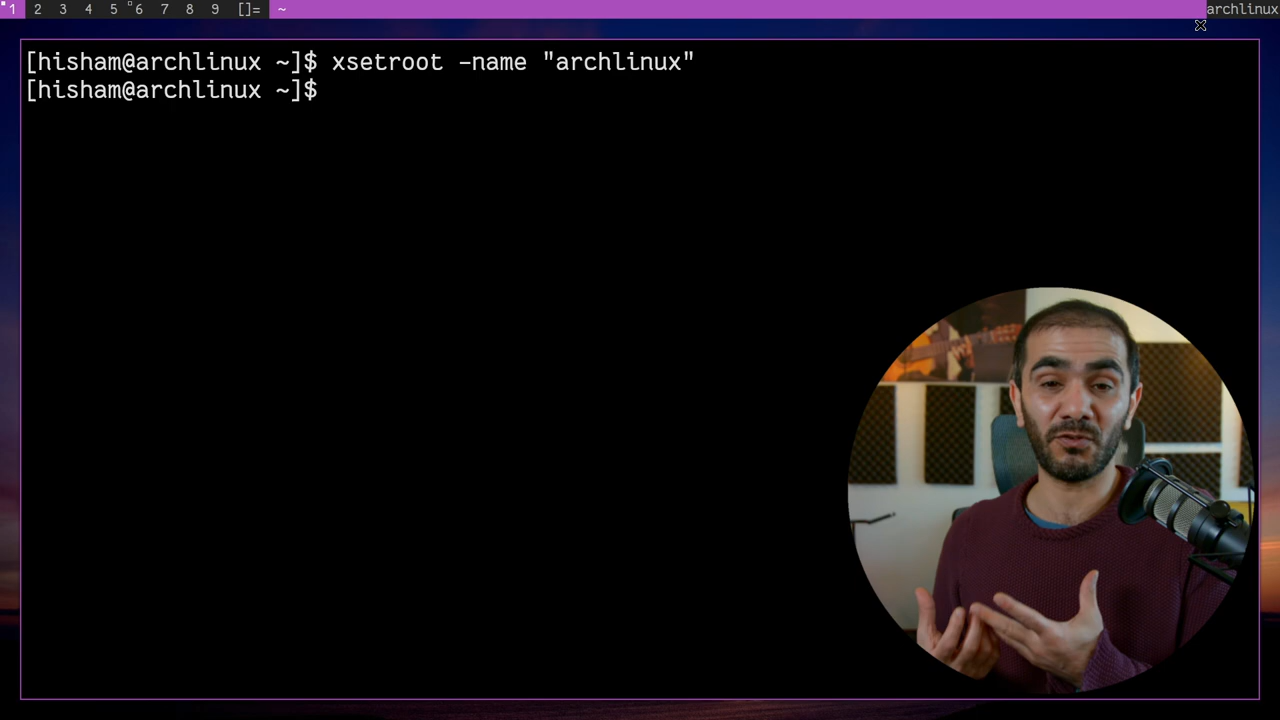 1 2 3 4 5 6 7 8 9 []= ~ archlinux
[hisham@archlinux ~]$ xsetroot -name "archlinux"
[hisham@archlinux ~]$